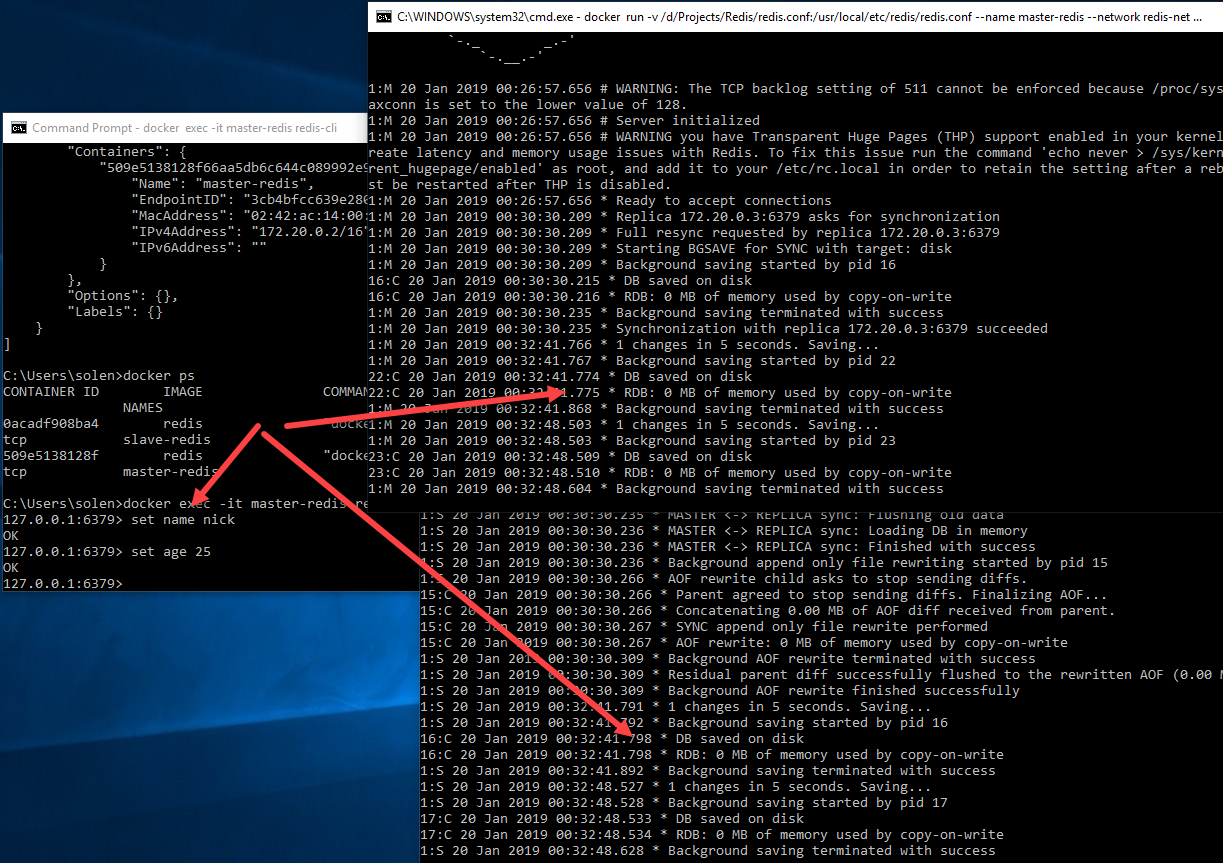 C:\WINDOWS\system32\cmd.exe - docker run -v /d/Projects/Redis/redis.conf:/usr/local/etc/redis/redis.conf --name master-redis --network redis-net ...
`-._ _.-'
`-.__.-'
1:M 20 Jan 2019 00:26:57.656 # WARNING: The TCP backlog setting of 511 cannot be enforced because /proc/sys
axconn is set to the lower value of 128.
1:M 20 Jan 2019 00:26:57.656 # Server initialized
1:M 20 Jan 2019 00:26:57.656 # WARNING you have Transparent Huge Pages (THP) support enabled in your kernel
reate latency and memory usage issues with Redis. To fix this issue run the command 'echo never > /sys/kern
rent_hugepage/enabled' as root, and add it to your /etc/rc.local in order to retain the setting after a reb
st be restarted after THP is disabled.
1:M 20 Jan 2019 00:26:57.656 * Ready to accept connections
1:M 20 Jan 2019 00:30:30.209 * Replica 172.20.0.3:6379 asks for synchronization
1:M 20 Jan 2019 00:30:30.209 * Full resync requested by replica 172.20.0.3:6379
1:M 20 Jan 2019 00:30:30.209 * Starting BGSAVE for SYNC with target: disk
1:M 20 Jan 2019 00:30:30.209 * Background saving started by pid 16
16:C 20 Jan 2019 00:30:30.215 * DB saved on disk
16:C 20 Jan 2019 00:30:30.216 * RDB: 0 MB of memory used by copy-on-write
1:M 20 Jan 2019 00:30:30.235 * Background saving terminated with success
1:M 20 Jan 2019 00:30:30.235 * Synchronization with replica 172.20.0.3:6379 succeeded
1:M 20 Jan 2019 00:32:41.766 * 1 changes in 5 seconds. Saving...
1:M 20 Jan 2019 00:32:41.767 * Background saving started by pid 22
22:C 20 Jan 2019 00:32:41.774 * DB saved on disk
22:C 20 Jan 2019 00:32:41.775 * RDB: 0 MB of memory used by copy-on-write
1:M 20 Jan 2019 00:32:41.868 * Background saving terminated with success
1:M 20 Jan 2019 00:32:48.503 * 1 changes in 5 seconds. Saving...
1:M 20 Jan 2019 00:32:48.503 * Background saving started by pid 23
23:C 20 Jan 2019 00:32:48.509 * DB saved on disk
23:C 20 Jan 2019 00:32:48.510 * RDB: 0 MB of memory used by copy-on-write
1:M 20 Jan 2019 00:32:48.604 * Background saving terminated with success
Command Prompt - docker exec -it master-redis redis-cli
"Containers": {
"509e5138128f66aa5db6c644c089992e9
"Name": "master-redis",
"EndpointID": "3cb4bfcc639e280
"MacAddress": "02:42:ac:14:00:
"IPv4Address": "172.20.0.2/16"
"IPv6Address": ""
}
},
"Options": {},
"Labels": {}
}
]
C:\Users\solen>docker ps
CONTAINER ID IMAGE COMMAN
NAMES
0acadf908ba4 redis "docke
tcp slave-redis
509e5138128f redis "docke
tcp master-redis
C:\Users\solen>docker exec -it master-redis re
127.0.0.1:6379> set name nick
OK
127.0.0.1:6379> set age 25
OK
127.0.0.1:6379>
1:S 20 Jan 2019 00:30:30.235 * MASTER <-> REPLICA sync: Flushing old data
1:S 20 Jan 2019 00:30:30.236 * MASTER <-> REPLICA sync: Loading DB in memory
1:S 20 Jan 2019 00:30:30.236 * MASTER <-> REPLICA sync: Finished with success
1:S 20 Jan 2019 00:30:30.236 * Background append only file rewriting started by pid 15
1:S 20 Jan 2019 00:30:30.266 * AOF rewrite child asks to stop sending diffs.
15:C 20 Jan 2019 00:30:30.266 * Parent agreed to stop sending diffs. Finalizing AOF...
15:C 20 Jan 2019 00:30:30.266 * Concatenating 0.00 MB of AOF diff received from parent.
15:C 20 Jan 2019 00:30:30.267 * SYNC append only file rewrite performed
15:C 20 Jan 2019 00:30:30.267 * AOF rewrite: 0 MB of memory used by copy-on-write
1:S 20 Jan 2019 00:30:30.309 * Background AOF rewrite terminated with success
1:S 20 Jan 2019 00:30:30.309 * Residual parent diff successfully flushed to the rewritten AOF (0.00 M
1:S 20 Jan 2019 00:30:30.309 * Background AOF rewrite finished successfully
1:S 20 Jan 2019 00:32:41.791 * 1 changes in 5 seconds. Saving...
1:S 20 Jan 2019 00:32:41.792 * Background saving started by pid 16
16:C 20 Jan 2019 00:32:41.798 * DB saved on disk
16:C 20 Jan 2019 00:32:41.798 * RDB: 0 MB of memory used by copy-on-write
1:S 20 Jan 2019 00:32:41.892 * Background saving terminated with success
1:S 20 Jan 2019 00:32:48.527 * 1 changes in 5 seconds. Saving...
1:S 20 Jan 2019 00:32:48.528 * Background saving started by pid 17
17:C 20 Jan 2019 00:32:48.533 * DB saved on disk
17:C 20 Jan 2019 00:32:48.534 * RDB: 0 MB of memory used by copy-on-write
1:S 20 Jan 2019 00:32:48.628 * Background saving terminated with success